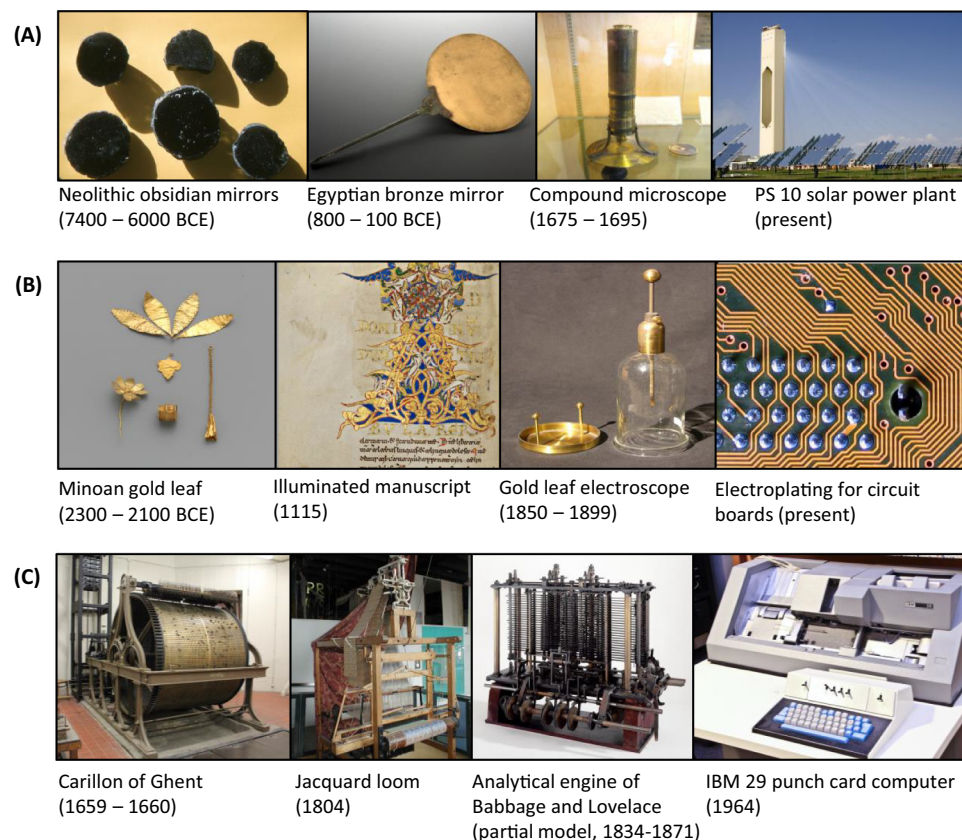 (A)
Neolithic obsidian mirrors
(7400 – 6000 BCE)
Egyptian bronze mirror
(800 – 100 BCE)
Compound microscope
(1675 – 1695)
PS 10 solar power plant
(present)
(B)
Minoan gold leaf
(2300 – 2100 BCE)
Illuminated manuscript
(1115)
Gold leaf electroscope
(1850 – 1899)
Electroplating for circuit
boards (present)
(C)
Carillon of Ghent
(1659 – 1660)
Jacquard loom
(1804)
Analytical engine of
Babbage and Lovelace
(partial model, 1834-1871)
IBM 29 punch card computer
(1964)